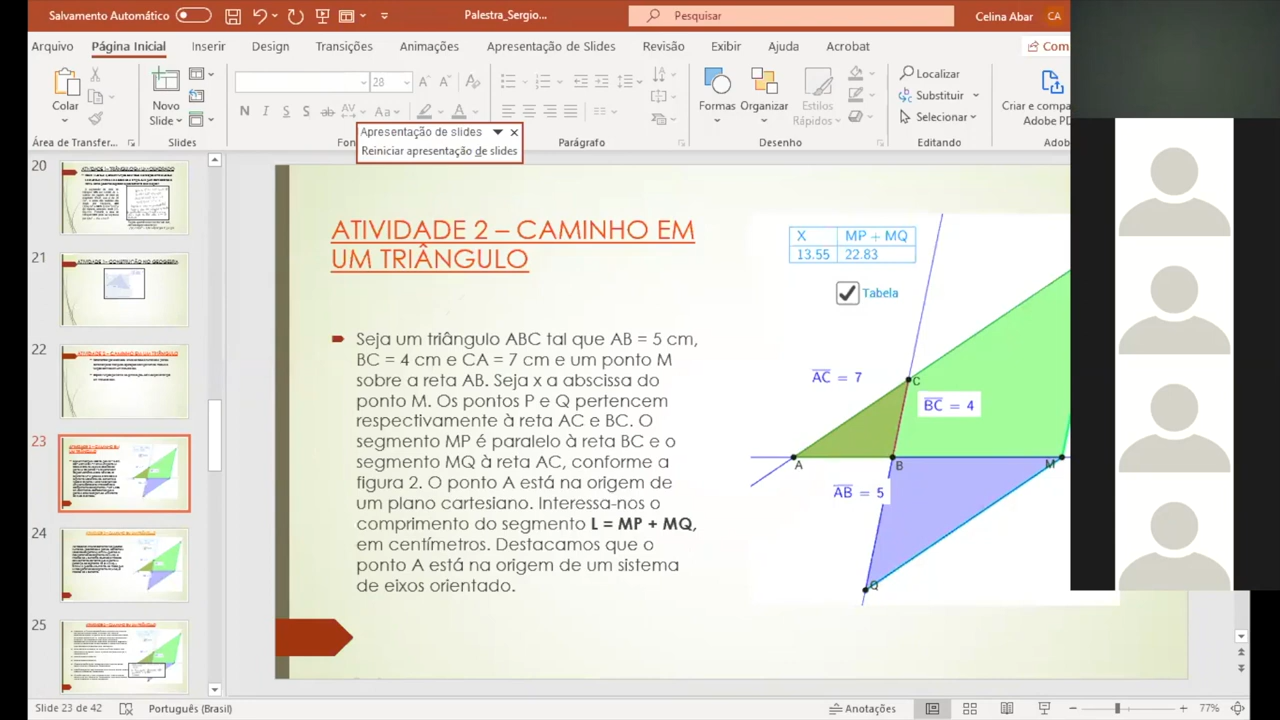 Salvamento Automático
Palestra_Sergio...
Pesquisar
Celina Abar
CA
Arquivo
Página Inicial
Inserir
Design
Transições
Animações
Apresentação de Slides
Revisão
Exibir
Ajuda
Acrobat
Com
Colar
Novo
Slide
28
N I S S ab AV Aa A
Formas
Organizar
Estilos
Rápidos
Localizar
Substituir
Selecionar
Criar e compa
Adobe PD
Área de Transfer...
Slides
Fon
Parágrafo
Desenho
Editando
Adob
Apresentação de slides
Reiniciar apresentação de slides
20
21
22
23
24
25
ATIVIDADE 2 – CAMINHO EM
UM TRIÂNGULO
Seja um triângulo ABC tal que AB = 5 cm,
BC = 4 cm e CA = 7 cm e um ponto M
sobre a reta AB. Seja x a abscissa do
ponto M. Os pontos P e Q pertencem
respectivamente à reta AC e BC. O
segmento MP é paralelo à reta BC e o
segmento MQ à reta AC, conforme a
figura 2. O ponto A está na origem de
um plano cartesiano. Interessa-nos o
comprimento do segmento L = MP + MQ,
em centímetros. Destacamos que o
ponto A está na origem de um sistema
de eixos orientado.
X MP + MQ
13.55 22.83
Tabela
AC = 7
C
BC = 4
B
M
AB = 5
Q
Slide 23 de 42
Português (Brasil)
Anotações
77%